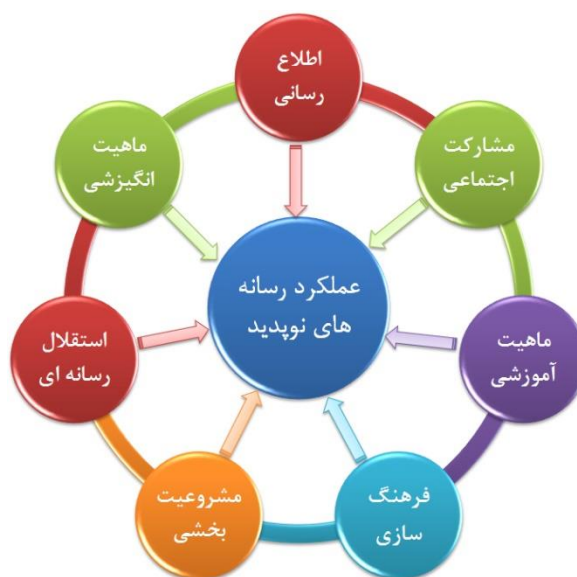 اطلاع
رسانی
مشارکت
اجتماعی
ماهیت
آموزشی
فرهنگ
سازی
مشروعیت
بخشی
استقلال
رسانه ای
ماهیت
انگیزشی
عملکرد رسانه
های نوپدید